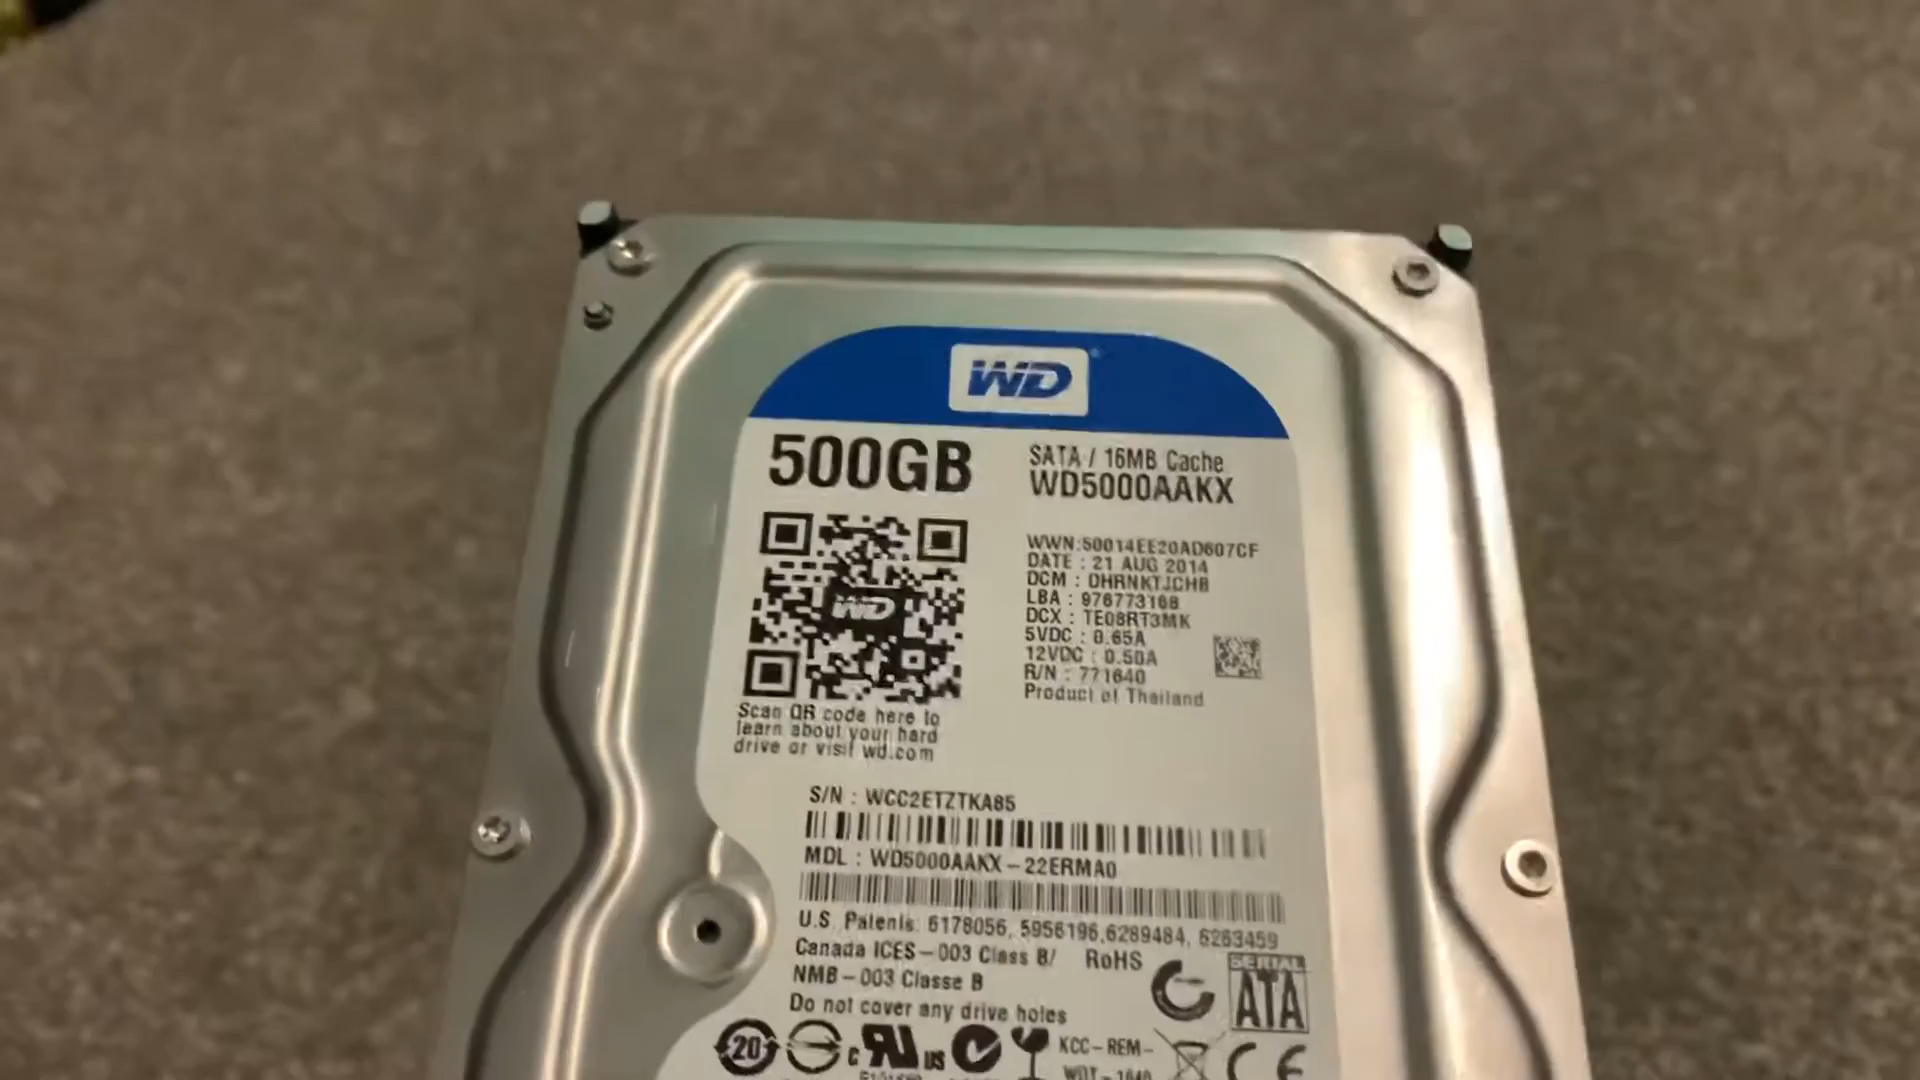 WD
500GB
SATA / 16MB Cache
WD5000AAKX
WWN:50014EE20AD607CF
DATE : 21 AUG 2014
DCM : DHRNKTJCHB
LBA : 976773168
DCX : TE08RT3MK
5VDC : 0.65A
12VDC : 0.50A
R/N : 771640
Product of Thailand
WD
Scan QR code here to
learn about your hard
drive or visit wd.com
S/N : WCC2ETZTKA85
MDL : WD5000AAKX-22ERMA0
U.S. Patents: 6178056, 5956196,6289484, 6263459
Canada ICES-003 Class B/ RoHS
NMB-003 Classe B
Do not cover any drive holes
SERIAL
ATA
20
c US
KCC-REM-
CE